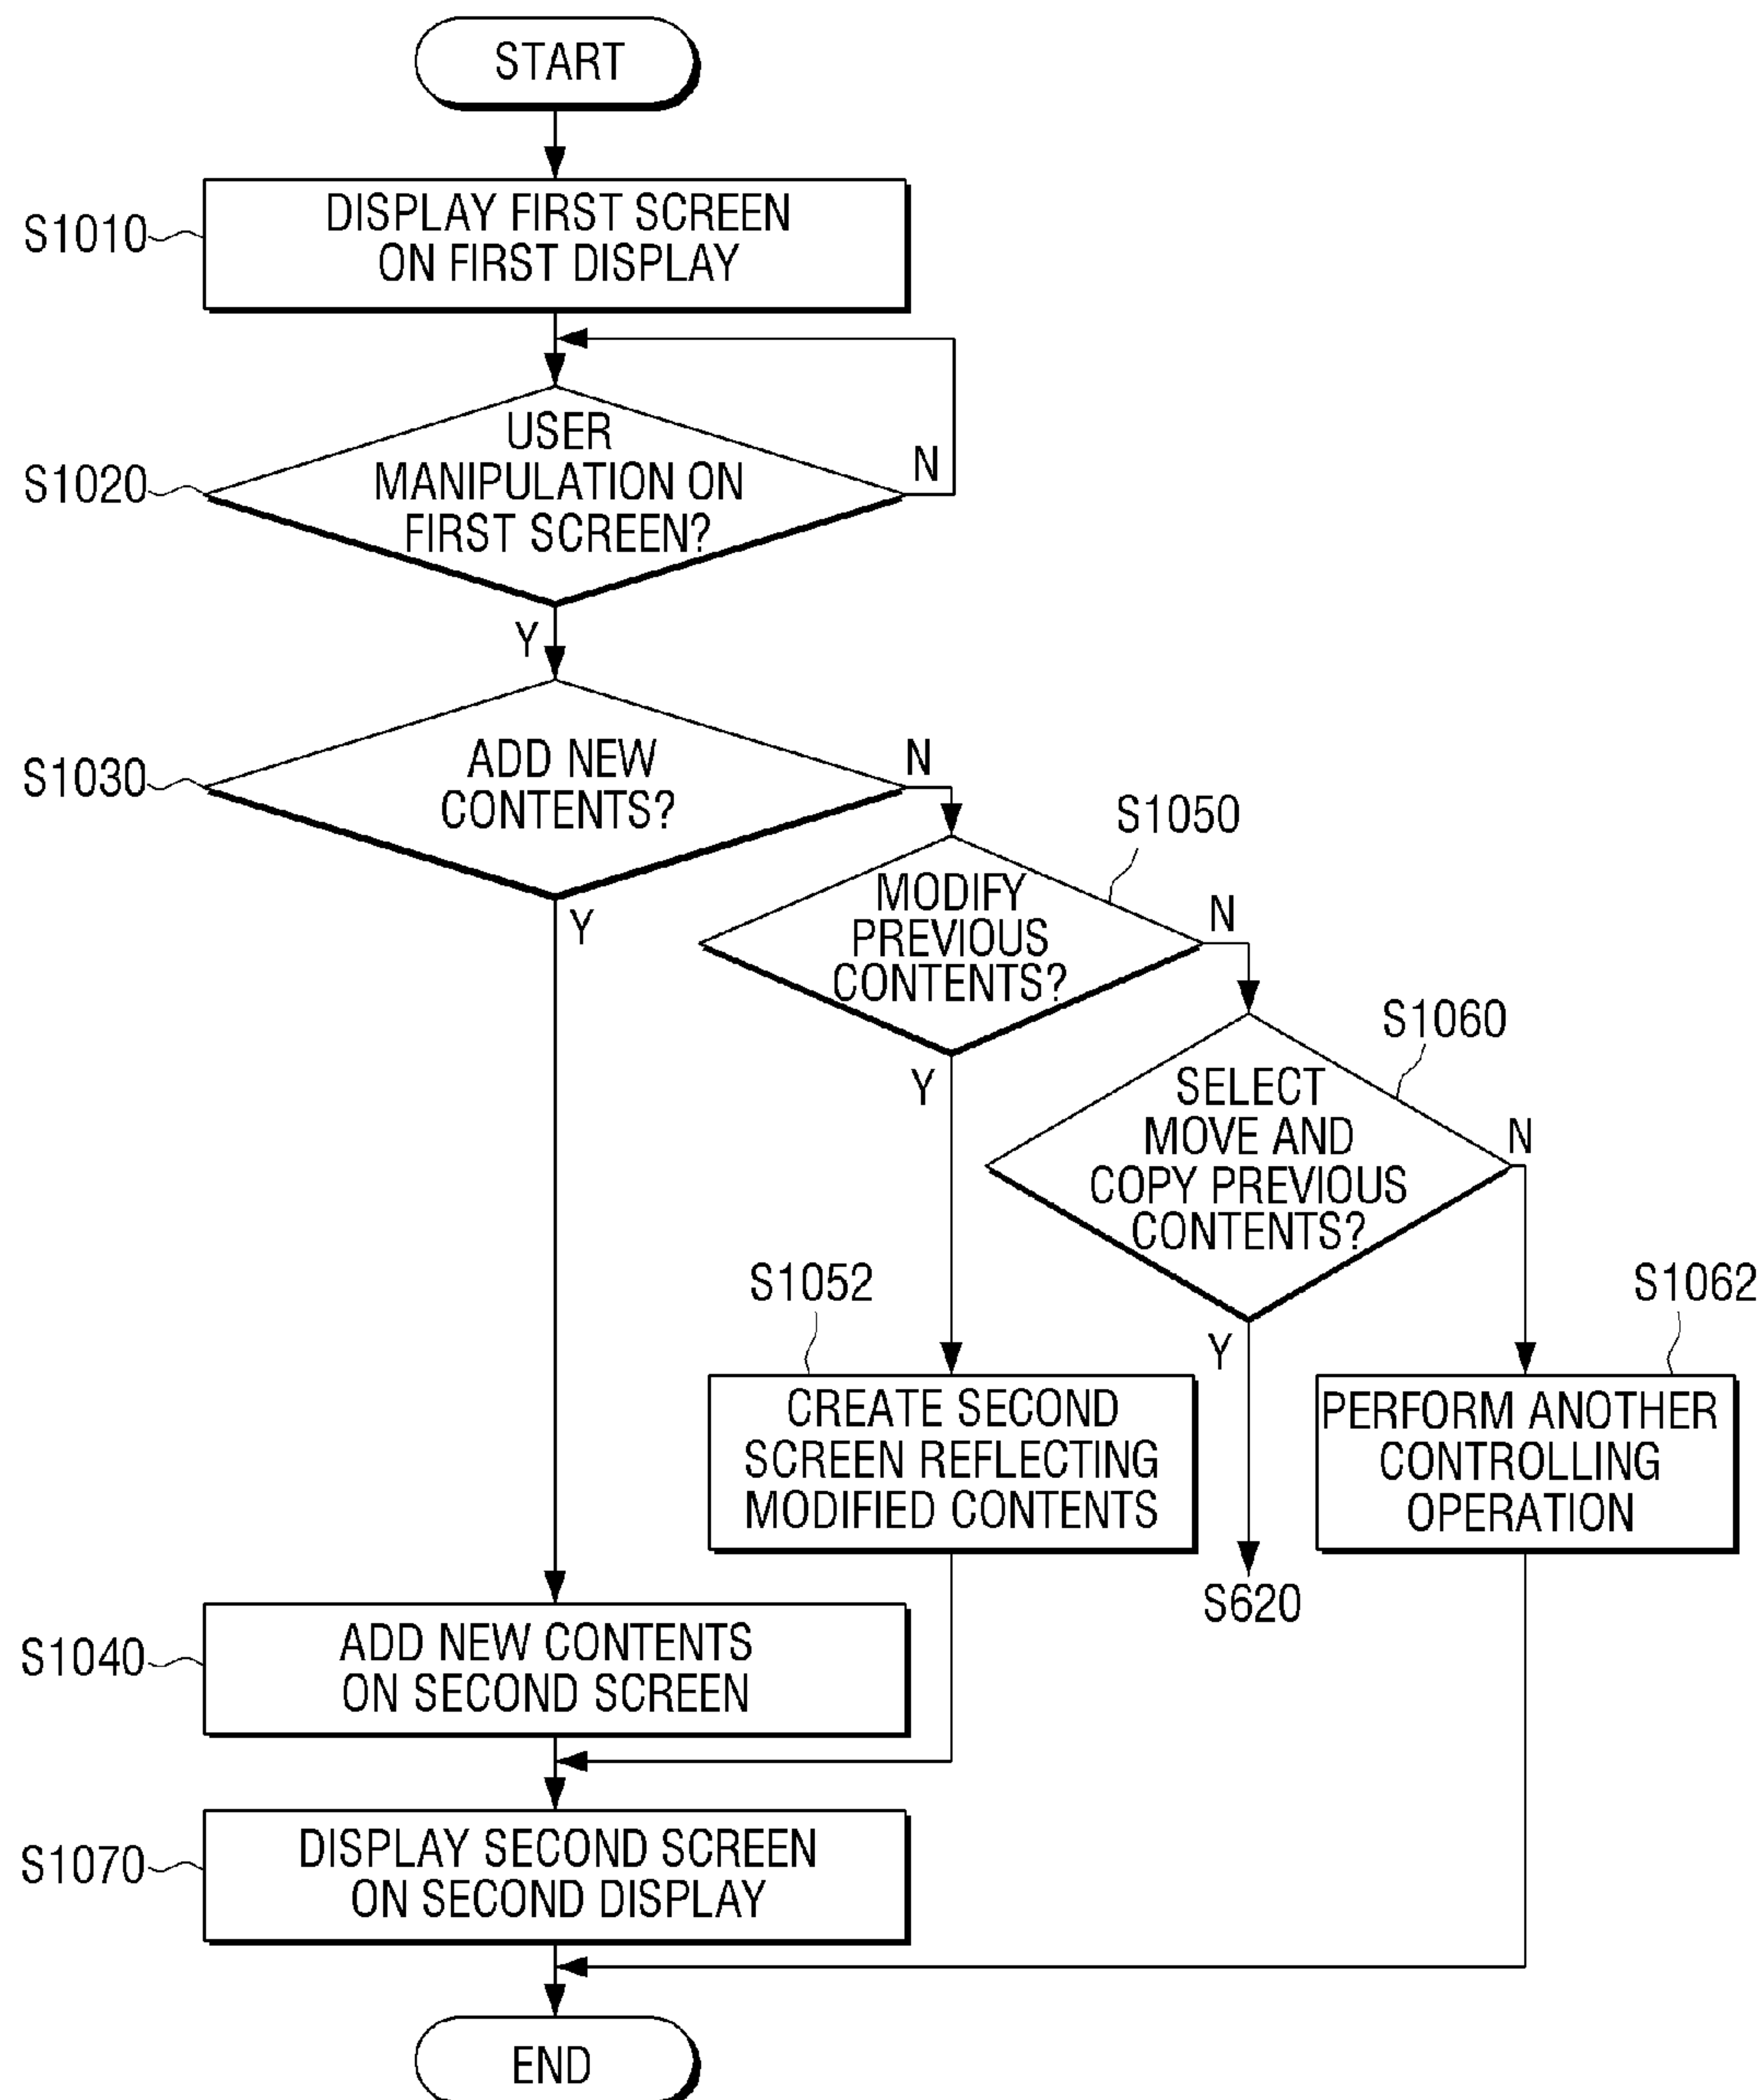 START
S1010
DISPLAY FIRST SCREEN
ON FIRST DISPLAY
S1020
USER
MANIPULATION ON
FIRST SCREEN?
N
Y
S1030
ADD NEW
CONTENTS?
N
Y
S1050
MODIFY
PREVIOUS
CONTENTS?
N
Y
S1060
SELECT
MOVE AND
COPY PREVIOUS
CONTENTS?
N
Y
S1052
CREATE SECOND
SCREEN REFLECTING
MODIFIED CONTENTS
S620
S1062
PERFORM ANOTHER
CONTROLLING
OPERATION
S1040
ADD NEW CONTENTS
ON SECOND SCREEN
S1070
DISPLAY SECOND SCREEN
ON SECOND DISPLAY
END